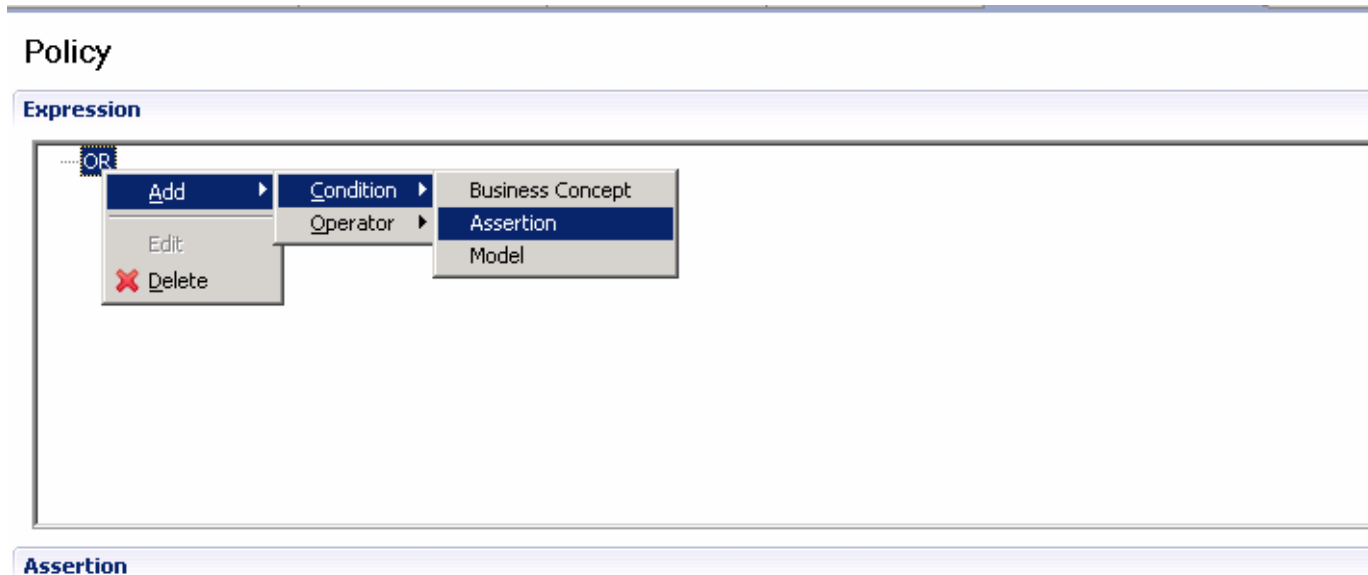 Policy
Expression
OR
Add Condition Business Concept
Operator Assertion
Edit Model
Delete
Assertion